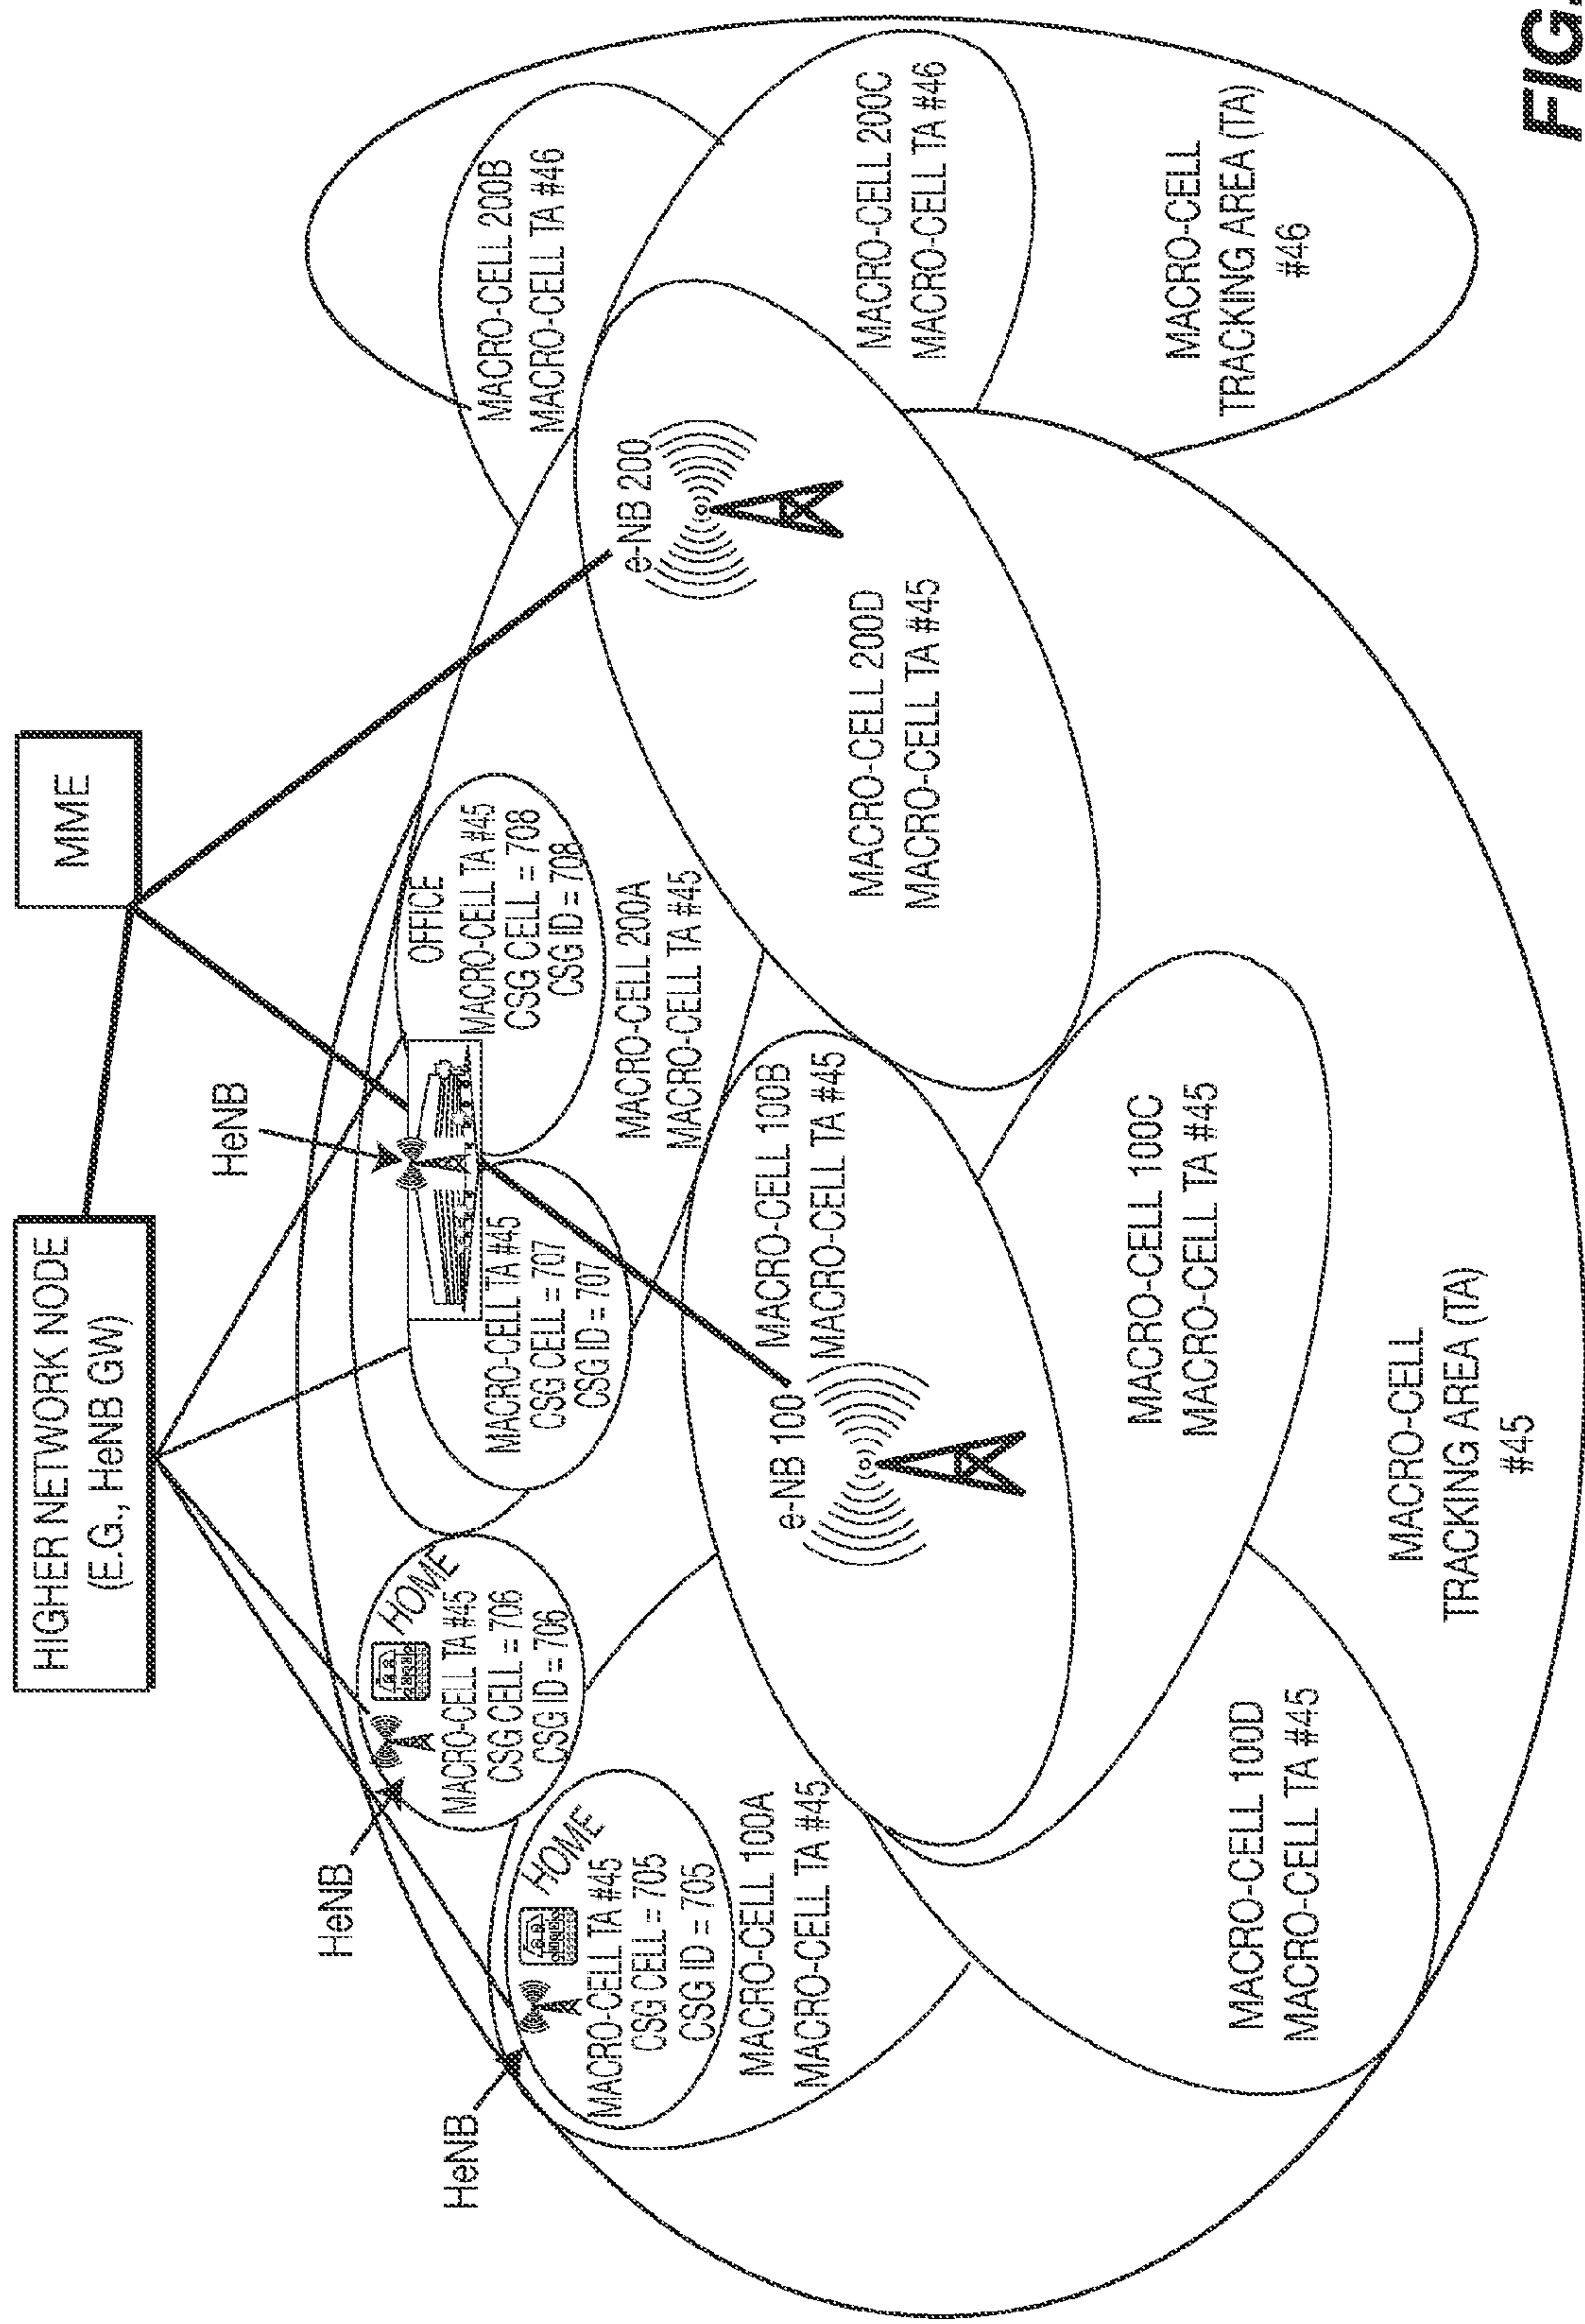 HIGHER NETWORK NODE
(E.G., HeNB GW)
MME
HeNB
HeNB
HeNB
HOME
MACRO-CELL TA #45
CSG CELL = 705
CSG ID = 705
HOME
MACRO-CELL TA #45
CSG CELL = 706
CSG ID = 706
MACRO-CELL TA #45
CSG CELL = 707
CSG ID = 707
OFFICE
MACRO-CELL TA #45
CSG CELL = 708
CSG ID = 708
MACRO-CELL 100A
MACRO-CELL TA #45
MACRO-CELL 200A
MACRO-CELL TA #45
MACRO-CELL 200B
MACRO-CELL TA #46
e-NB 100
MACRO-CELL 100B
MACRO-CELL TA #45
e-NB 200
MACRO-CELL 200D
MACRO-CELL TA #45
MACRO-CELL 200C
MACRO-CELL TA #46
MACRO-CELL 100C
MACRO-CELL TA #45
MACRO-CELL 100D
MACRO-CELL TA #45
MACRO-CELL
TRACKING AREA (TA)
#45
MACRO-CELL
TRACKING AREA (TA)
#46
FIG.